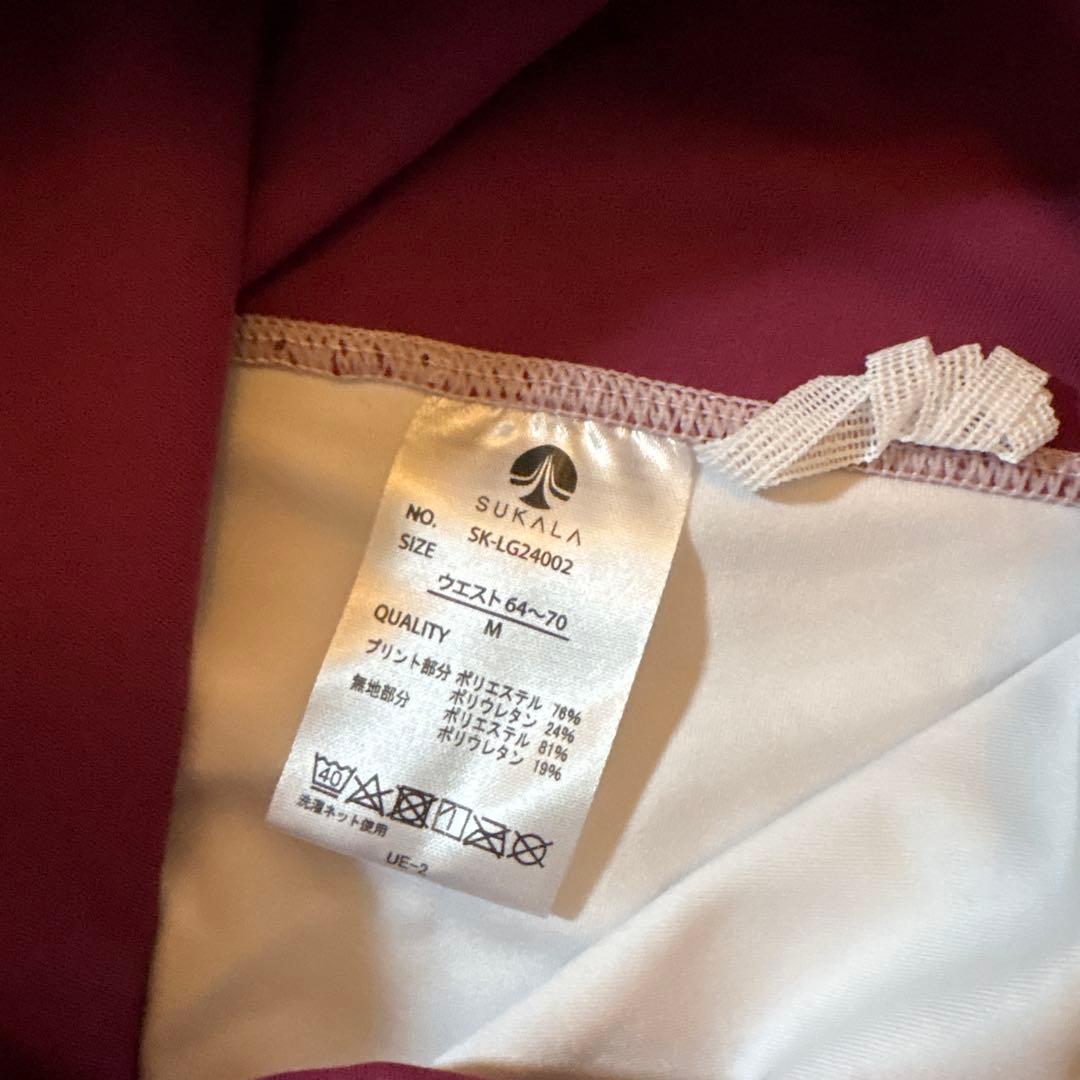 SUKALA
NO. SK-LG24002
SIZE
ウエスト 64〜70
M
QUALITY
プリント部分 ポリエステル 76%
ポリウレタン 24%
無地部分 ポリエステル 81%
ポリウレタン 19%
40
洗濯ネット使用
UE-2